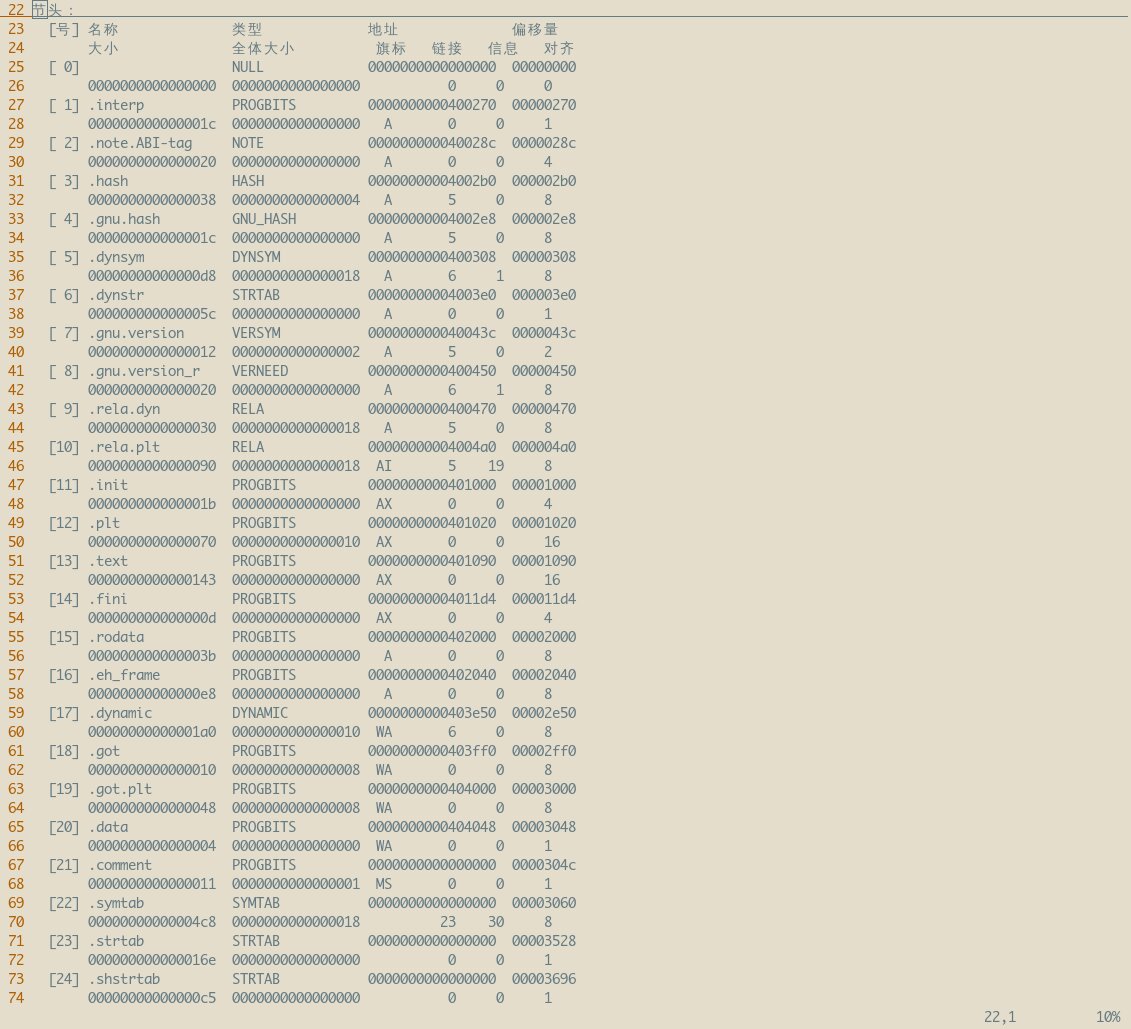 22 节头：
23   [号] 名称              类型             地址              偏移量
24        大小              全体大小          旗标   链接   信息   对齐
25   [ 0]                   NULL             0000000000000000  00000000
26        0000000000000000  0000000000000000           0     0     0
27   [ 1] .interp           PROGBITS         0000000000400270  00000270
28        000000000000001c  0000000000000000   A       0     0     1
29   [ 2] .note.ABI-tag     NOTE             000000000040028c  0000028c
30        0000000000000020  0000000000000000   A       0     0     4
31   [ 3] .hash             HASH             00000000004002b0  000002b0
32        0000000000000038  0000000000000004   A       5     0     8
33   [ 4] .gnu.hash         GNU_HASH         00000000004002e8  000002e8
34        000000000000001c  0000000000000000   A       5     0     8
35   [ 5] .dynsym           DYNSYM           0000000000400308  00000308
36        00000000000000d8  0000000000000018   A       6     1     8
37   [ 6] .dynstr           STRTAB           00000000004003e0  000003e0
38        000000000000005c  0000000000000000   A       0     0     1
39   [ 7] .gnu.version      VERSYM           000000000040043c  0000043c
40        0000000000000012  0000000000000002   A       5     0     2
41   [ 8] .gnu.version_r    VERNEED          0000000000400450  00000450
42        0000000000000020  0000000000000000   A       6     1     8
43   [ 9] .rela.dyn         RELA             0000000000400470  00000470
44        0000000000000030  0000000000000018   A       5     0     8
45   [10] .rela.plt         RELA             00000000004004a0  000004a0
46        0000000000000090  0000000000000018  AI       5    19     8
47   [11] .init             PROGBITS         0000000000401000  00001000
48        000000000000001b  0000000000000000  AX       0     0     4
49   [12] .plt              PROGBITS         0000000000401020  00001020
50        0000000000000070  0000000000000010  AX       0     0     16
51   [13] .text             PROGBITS         0000000000401090  00001090
52        0000000000000143  0000000000000000  AX       0     0     16
53   [14] .fini             PROGBITS         00000000004011d4  000011d4
54        000000000000000d  0000000000000000  AX       0     0     4
55   [15] .rodata           PROGBITS         0000000000402000  00002000
56        000000000000003b  0000000000000000   A       0     0     8
57   [16] .eh_frame         PROGBITS         0000000000402040  00002040
58        00000000000000e8  0000000000000000   A       0     0     8
59   [17] .dynamic          DYNAMIC          0000000000403e50  00002e50
60        00000000000001a0  0000000000000010  WA       6     0     8
61   [18] .got              PROGBITS         0000000000403ff0  00002ff0
62        0000000000000010  0000000000000008  WA       0     0     8
63   [19] .got.plt          PROGBITS         0000000000404000  00003000
64        0000000000000048  0000000000000008  WA       0     0     8
65   [20] .data             PROGBITS         0000000000404048  00003048
66        0000000000000004  0000000000000000  WA       0     0     1
67   [21] .comment          PROGBITS         0000000000000000  0000304c
68        0000000000000011  0000000000000001  MS       0     0     1
69   [22] .symtab           SYMTAB           0000000000000000  00003060
70        00000000000004c8  0000000000000018          23    30     8
71   [23] .strtab           STRTAB           0000000000000000  00003528
72        000000000000016e  0000000000000000           0     0     1
73   [24] .shstrtab         STRTAB           0000000000000000  00003696
74        00000000000000c5  0000000000000000           0     0     1
22,1          10%